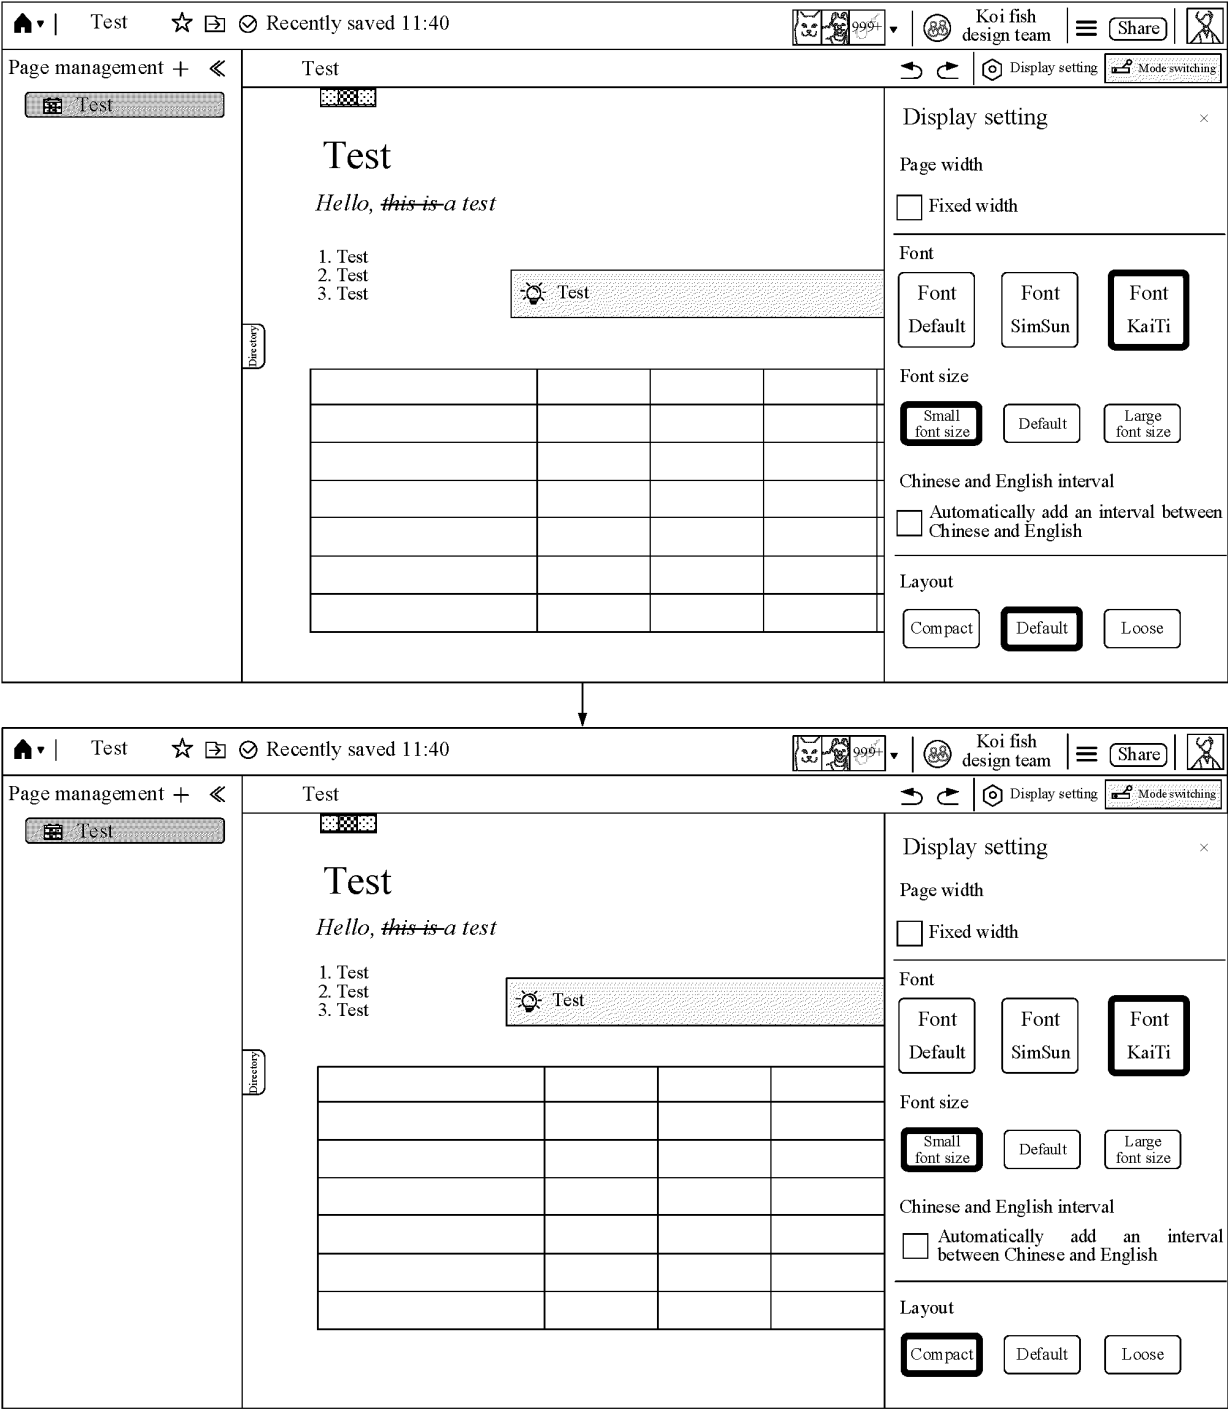 Test
Recently saved 11:40
999+
Koi fish
design team
Share
Page management
Test
Display setting
Mode switching
Test
Test
Hello, this is a test
1. Test
2. Test
3. Test
Test
Directory
Display setting
Page width
Fixed width
Font
Font
Default
Font
SimSun
Font
KaiTi
Font size
Small
font size
Default
Large
font size
Chinese and English interval
Automatically add an interval between
Chinese and English
Layout
Compact
Default
Loose
Test
Recently saved 11:40
999+
Koi fish
design team
Share
Page management
Test
Display setting
Mode switching
Test
Test
Hello, this is a test
1. Test
2. Test
3. Test
Test
Directory
Display setting
Page width
Fixed width
Font
Font
Default
Font
SimSun
Font
KaiTi
Font size
Small
font size
Default
Large
font size
Chinese and English interval
Automatically add an interval
between Chinese and English
Layout
Compact
Default
Loose